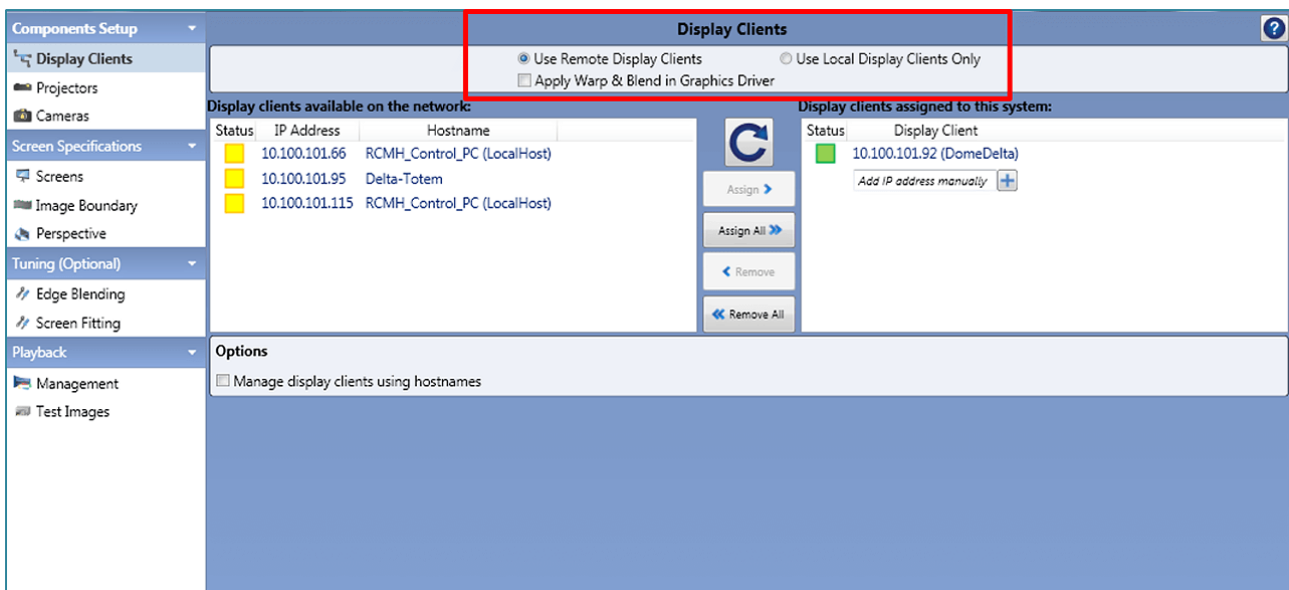 Components Setup
Display Clients
Projectors
Cameras
Screen Specifications
Screens
Image Boundary
Perspective
Tuning (Optional)
Edge Blending
Screen Fitting
Playback
Management
Test Images
Display Clients
?
Use Remote Display Clients
Use Local Display Clients Only
Apply Warp & Blend in Graphics Driver
Display clients available on the network:
Status IP Address Hostname
10.100.101.66 RCMH_Control_PC (LocalHost)
10.100.101.95 Delta-Totem
10.100.101.115 RCMH_Control_PC (LocalHost)
Assign
Assign All
Remove
Remove All
Display clients assigned to this system:
Status Display Client
10.100.101.92 (DomeDelta)
Add IP address manually
Options
Manage display clients using hostnames